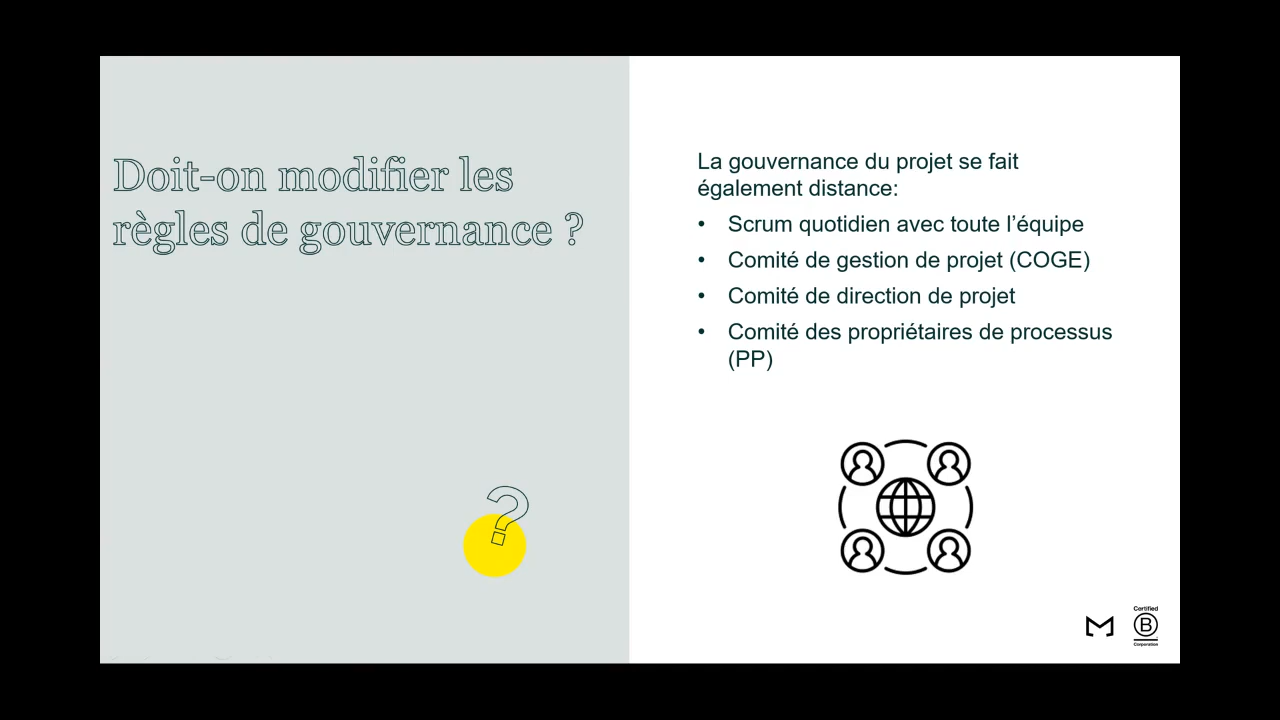 Doit-on modifier les
règles de gouvernance ?
?
La gouvernance du projet se fait
également distance:
• Scrum quotidien avec toute l’équipe
• Comité de gestion de projet (COGE)
• Comité de direction de projet
• Comité des propriétaires de processus
(PP)
Certified
B
Corporation